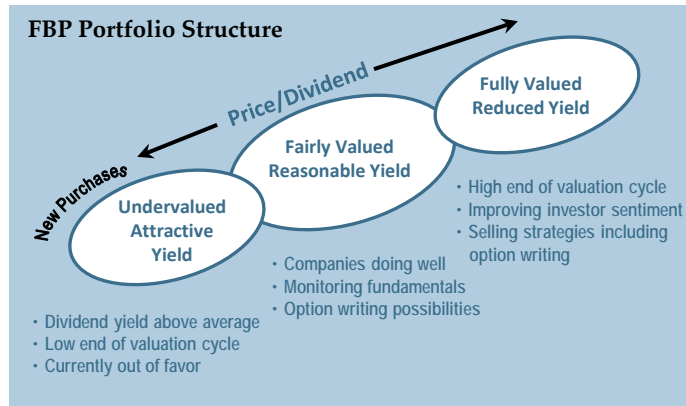 FBP Portfolio Structure
Price/Dividend
Fully Valued
Reduced Yield
Fairly Valued
Reasonable Yield
New Purchases
Undervalued
Attractive
Yield
· High end of valuation cycle
· Improving investor sentiment
· Selling strategies including
option writing
· Companies doing well
· Monitoring fundamentals
· Option writing possibilities
· Dividend yield above average
· Low end of valuation cycle
· Currently out of favor